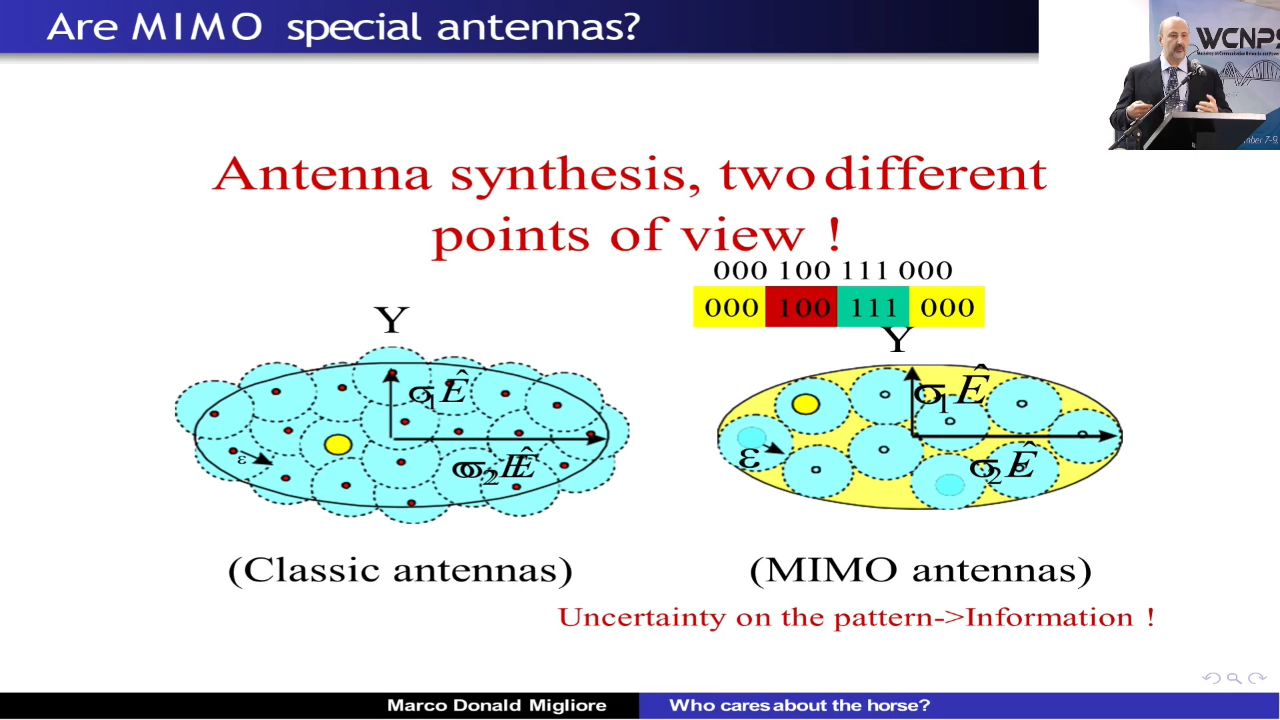 Are MIMO special antennas?
WCNPS
Antenna synthesis, two different
points of view !
000 100 111 000
000 100 111 000
Y
Y
σ1Ê
σ1Ê
ε
σ2Ê
ε
σ2Ê
(Classic antennas)
(MIMO antennas)
Uncertainty on the pattern->Information !
Marco Donald Migliore
Who cares about the horse?